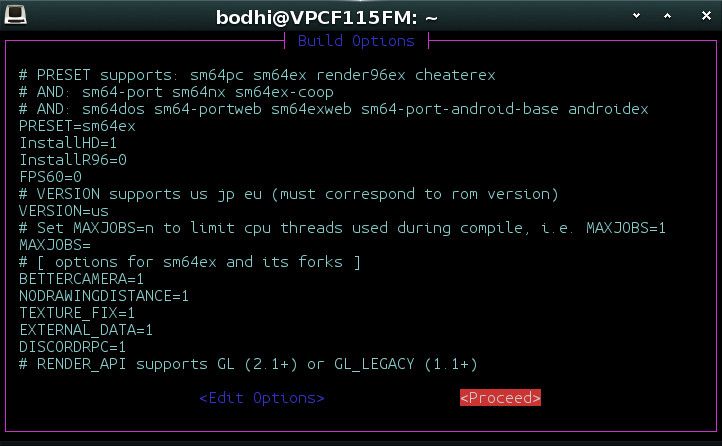 bodhi@VPCF115FM: ~
Build Options
# PRESET supports: sm64pc sm64ex render96ex cheaterex
# AND: sm64-port sm64nx sm64ex-coop
# AND: sm64dos sm64-portweb sm64exweb sm64-port-android-base androidex
PRESET=sm64ex
InstallHD=1
InstallR96=0
FPS60=0
# VERSION supports us jp eu (must correspond to rom version)
VERSION=us
# Set MAXJOBS=n to limit cpu threads used during compile, i.e. MAXJOBS=1
MAXJOBS=
# [ options for sm64ex and its forks ]
BETTERCAMERA=1
NODRAWINGDISTANCE=1
TEXTURE_FIX=1
EXTERNAL_DATA=1
DISCORDRPC=1
# RENDER_API supports GL (2.1+) or GL_LEGACY (1.1+)
<Edit Options> <Proceed>